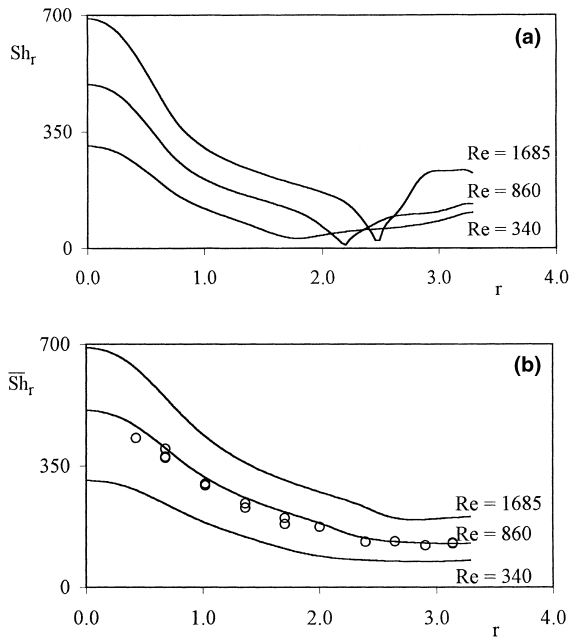 700
(a)
Sh_r
350
Re = 1685
Re = 860
Re = 340
0
0.0 1.0 2.0 3.0 4.0
r
700
(b)
S̅h̅_r
350
Re = 1685
Re = 860
Re = 340
0
0.0 1.0 2.0 3.0 4.0
r